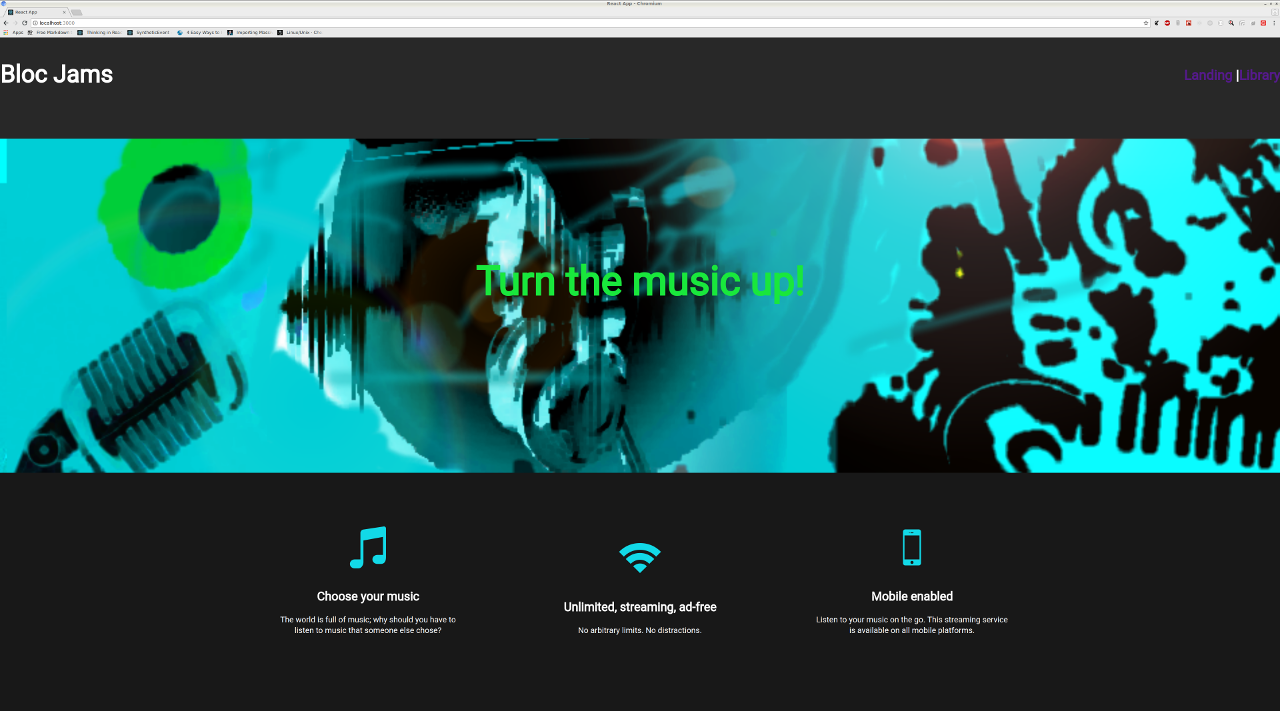 React App - Chromium
React App
localhost:3000
Apps
Free Markdown
Thinking in Rea
SyntheticEvent
4 Easy Ways to
Importing Mass
Linux/Unix - Ch
Bloc Jams
Landing |Library
Turn the music up!
Choose your music
The world is full of music; why should you have to
listen to music that someone else chose?
Unlimited, streaming, ad-free
No arbitrary limits. No distractions.
Mobile enabled
Listen to your music on the go. This streaming service
is available on all mobile platforms.